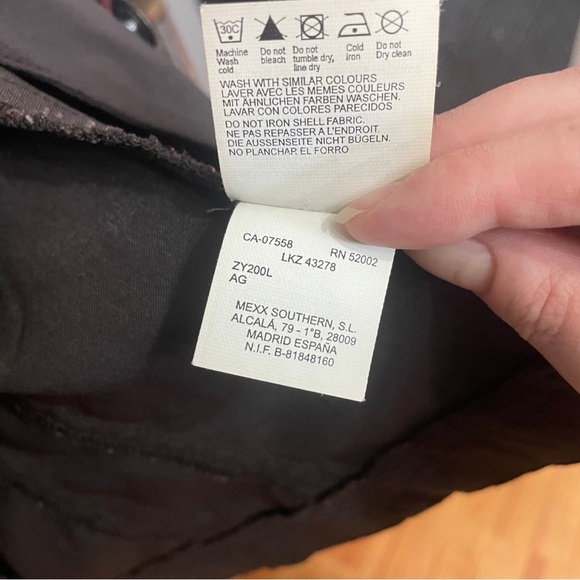 30C
Machine Wash cold
Do not bleach
Do not tumble dry, line dry
Cold iron
Do not Dry clean
WASH WITH SIMILAR COLOURS
LAVER AVEC LES MEMES COULEURS
MIT ÄHNLICHEN FARBEN WASCHEN.
LAVAR CON COLORES PARECIDOS
DO NOT IRON SHELL FABRIC.
NE PAS REPASSER A L'ENDROIT.
DIE AUSSENSEITE NICHT BÜGELN.
NO PLANCHAR EL FORRO
CA-07558 RN 52002
LKZ 43278
ZY200L
AG
MEXX SOUTHERN, S.L.
ALCALÁ, 79 - 1°B, 28009
MADRID ESPAÑA
N.I.F. B-81848160